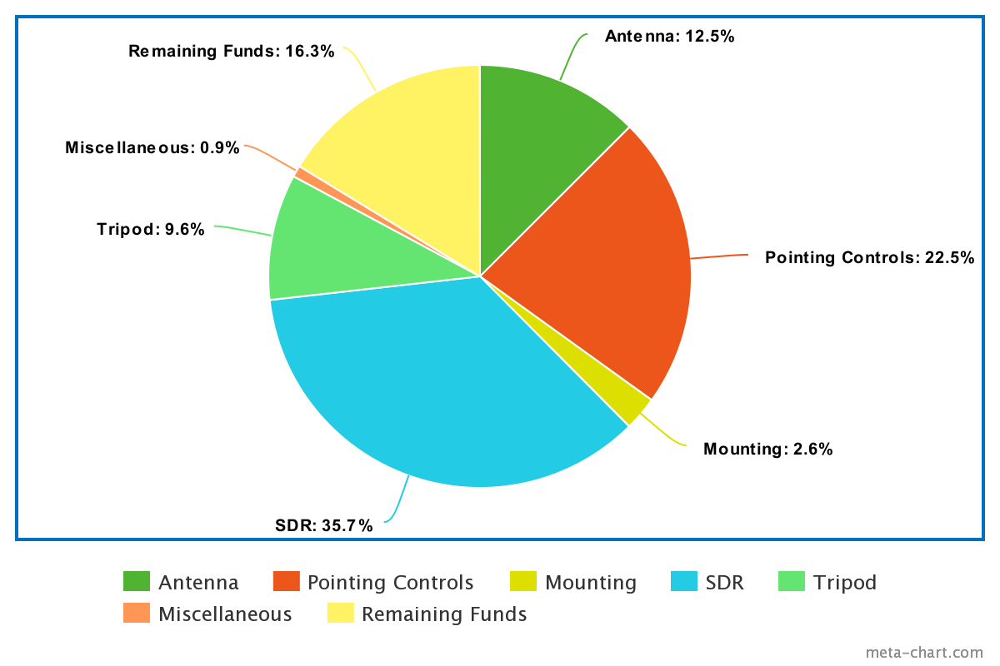 Antenna: 12.5%
Remaining Funds: 16.3%
Miscellaneous: 0.9%
Tripod: 9.6%
Pointing Controls: 22.5%
Mounting: 2.6%
SDR: 35.7%
Antenna Pointing Controls Mounting SDR Tripod
Miscellaneous Remaining Funds
meta-chart.com